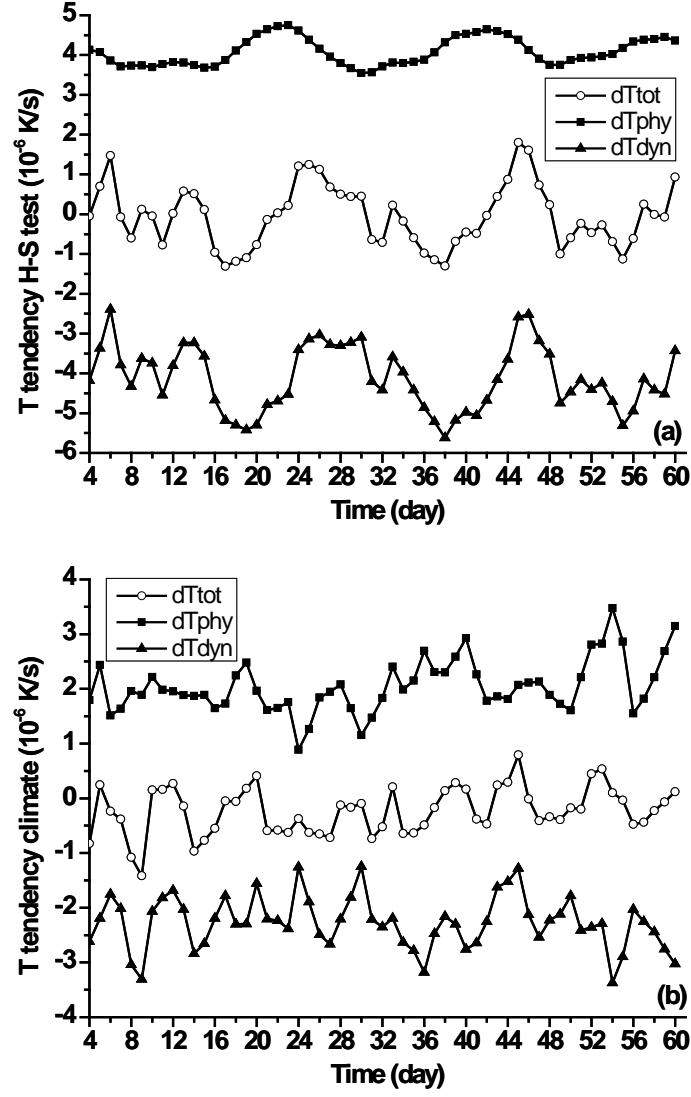 5
4
3
2
1
0
-1
-2
-3
-4
-5
-6
T tendency H-S test (10⁻⁶ K/s)
dTtot
dTphy
dTdyn
(a)
4 8 12 16 20 24 28 32 36 40 44 48 52 56 60
Time (day)
4
3
2
1
0
-1
-2
-3
-4
T tendency climate (10⁻⁶ K/s)
dTtot
dTphy
dTdyn
(b)
4 8 12 16 20 24 28 32 36 40 44 48 52 56 60
Time (day)